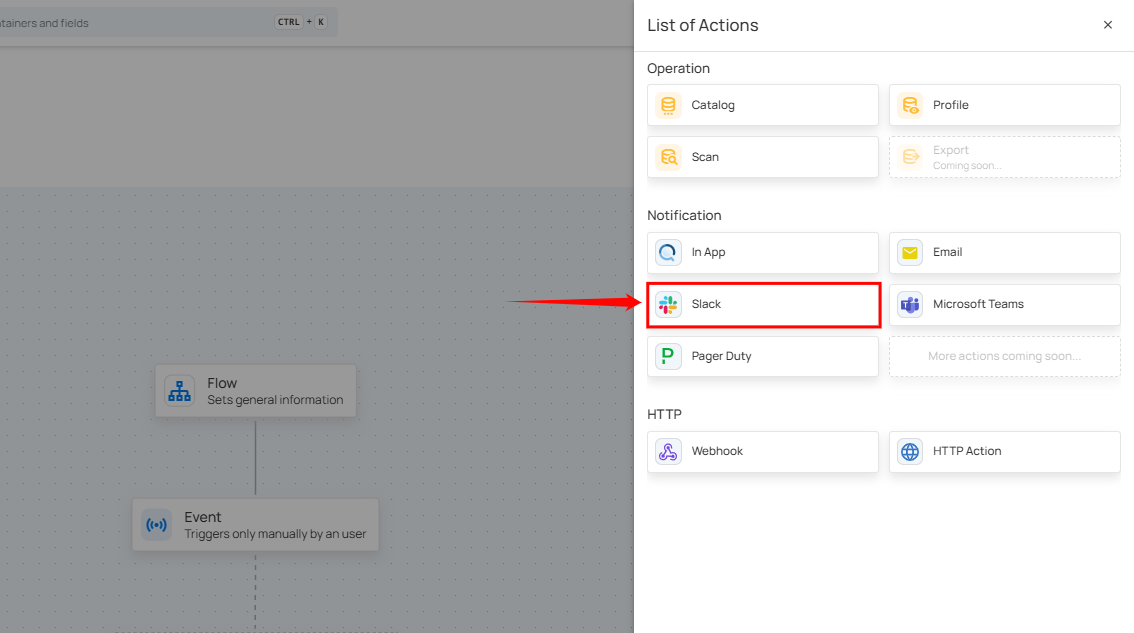 and fields
CTRL + K
List of Actions
Operation
Catalog
Profile
Scan
Export
Coming soon...
Notification
In App
Email
Slack
Microsoft Teams
Pager Duty
More actions coming soon...
HTTP
Webhook
HTTP Action
Flow
Sets general information
Event
Triggers only manually by an user